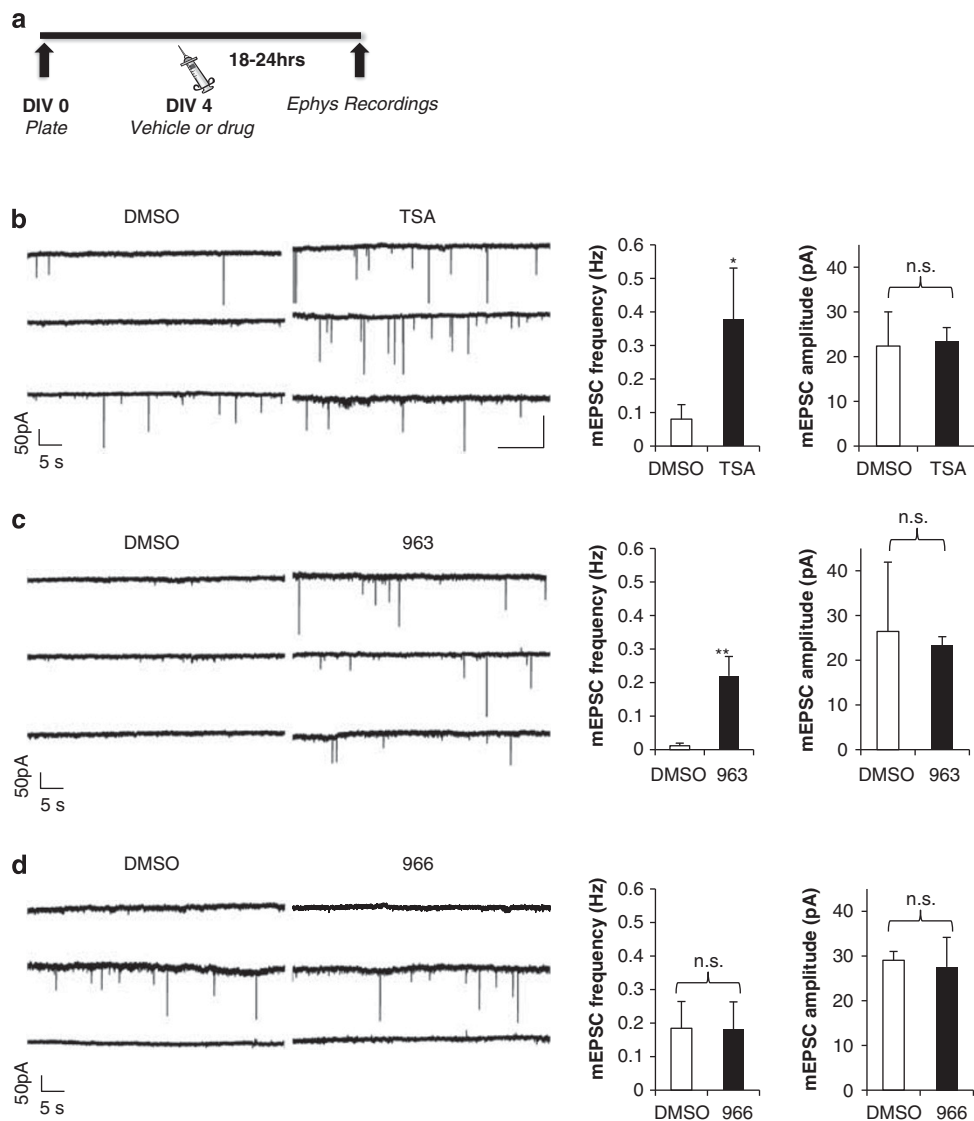 a
18-24hrs
DIV 0
Plate
DIV 4
Vehicle or drug
Ephys Recordings
b
DMSO
TSA
50pA
5 s
mEPSC frequency (Hz)
0.6
0.5
0.4
0.3
0.2
0.1
0
*
DMSO TSA
mEPSC amplitude (pA)
40
30
20
10
0
n.s.
DMSO TSA
c
DMSO
963
50pA
5 s
mEPSC frequency (Hz)
0.6
0.5
0.4
0.3
0.2
0.1
0
**
DMSO 963
mEPSC amplitude (pA)
40
30
20
10
0
n.s.
DMSO 963
d
DMSO
966
50pA
5 s
mEPSC frequency (Hz)
0.6
0.5
0.4
0.3
0.2
0.1
0
n.s.
DMSO 966
mEPSC amplitude (pA)
40
30
20
10
0
n.s.
DMSO 966